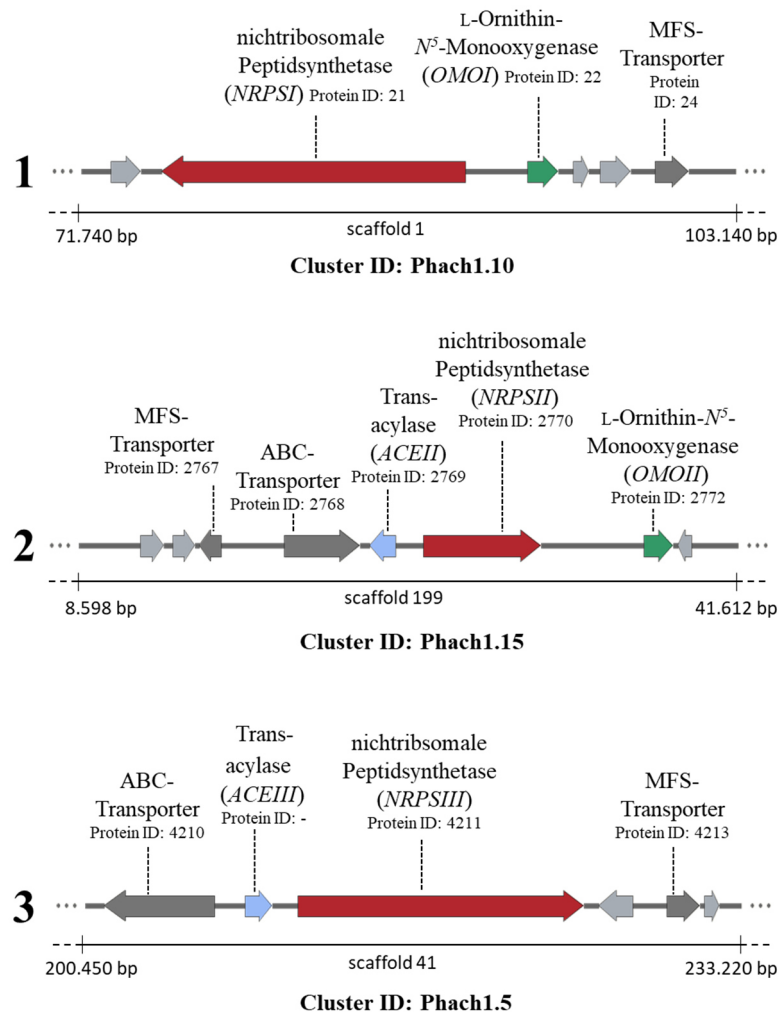 nichtribosomale
Peptidsynthetase
(NRPSI) Protein ID: 21
L-Ornithin-
N⁵-Monooxygenase
(OMOI) Protein ID: 22
MFS-
Transporter
Protein
ID: 24
1
71.740 bp
scaffold 1
103.140 bp
Cluster ID: Phach1.10
MFS-
Transporter
Protein ID: 2767
ABC-
Transporter
Protein ID: 2768
Trans-
acylase
(ACEII)
Protein ID: 2769
nichtribosomale
Peptidsynthetase
(NRPSII)
Protein ID: 2770
L-Ornithin-N⁵-
Monooxygenase
(OMOII)
Protein ID: 2772
2
8.598 bp
scaffold 199
41.612 bp
Cluster ID: Phach1.15
ABC-
Transporter
Protein ID: 4210
Trans-
acylase
(ACEIII)
Protein ID: -
nichtribsomale
Peptidsynthetase
(NRPSIII)
Protein ID: 4211
MFS-
Transporter
Protein ID: 4213
3
200.450 bp
scaffold 41
233.220 bp
Cluster ID: Phach1.5